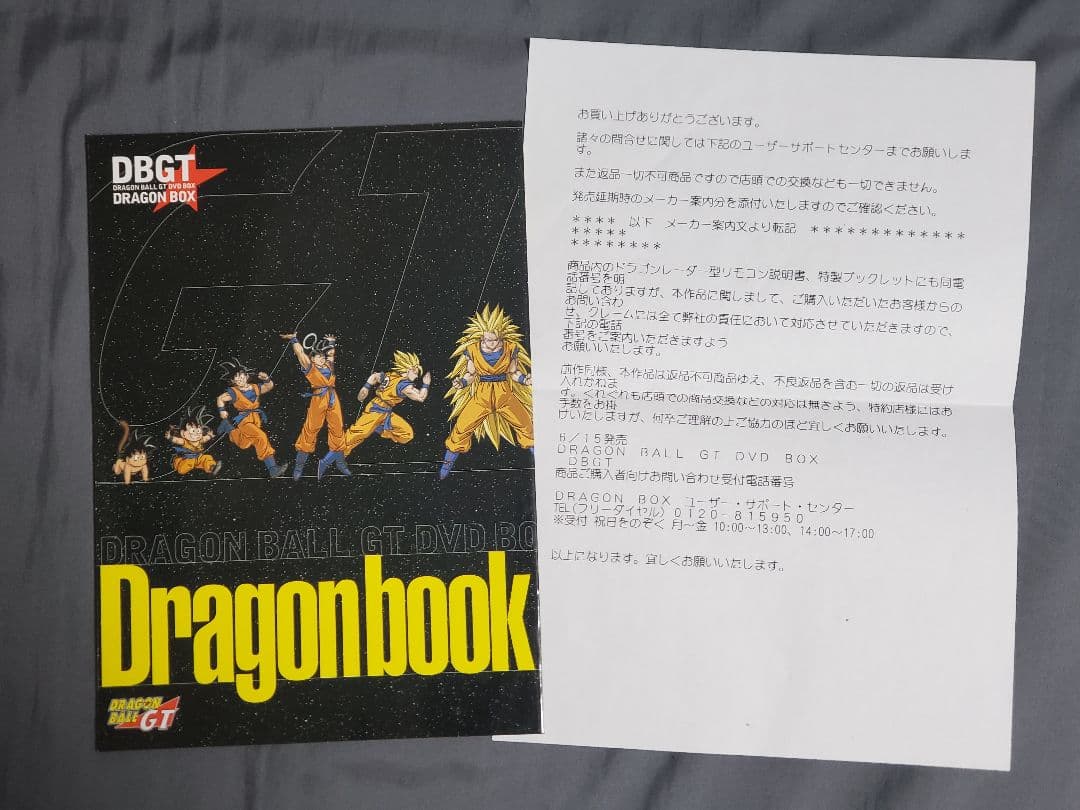 DBGT
DRAGON BALL GT DVD BOX
DRAGON BOX
DRAGON BALL GT DVD BO
Dragonbook
DRAGON
BALL GT
お買い上げありがとうございます。
諸々の問合せに関しては下記のユーザーサポートセンターまでお願いしま
す。
また返品一切不可商品ですので店頭での交換なども一切できません。
発売延期時のメーカー案内分を添付いたしますのでご確認ください。
＊＊＊＊　以下　メーカー案内文より転記　＊＊＊＊＊＊＊＊＊＊＊＊＊
＊＊＊＊＊
＊＊＊＊＊＊＊＊
商品内のドラゴンレーダー型リモコン説明書、特製ブックレットにも同電
話番号を明
記しておりますが、本作品に関しまして、ご購入いただいたお客様からの
お問い合わ
せ、クレームには全て弊社の責任において対応させていただきますので、
下記の電話
番号をご案内いただきますよう
お願いいたします。
前作同様、本作品は返品不可商品ゆえ、不良返品を含む一切の返品は受け
入れかねま
す。くれぐれも店頭での商品交換などの対応は無きよう、特約店様にはお
手数をお掛
けいたしますが、何卒ご理解の上ご協力のほど宜しくお願いいたします。
6／15発売
DRAGON BALL GT DVD BOX
DBGT
商品ご購入者向けお問い合わせ受付電話番号
DRAGON BOX ユーザー・サポート・センター
TEL(フリーダイヤル) 0120-815950
※受付 祝日をのぞく 月～金 10:00～13:00、14:00～17:00
以上になります。宜しくお願いいたします。